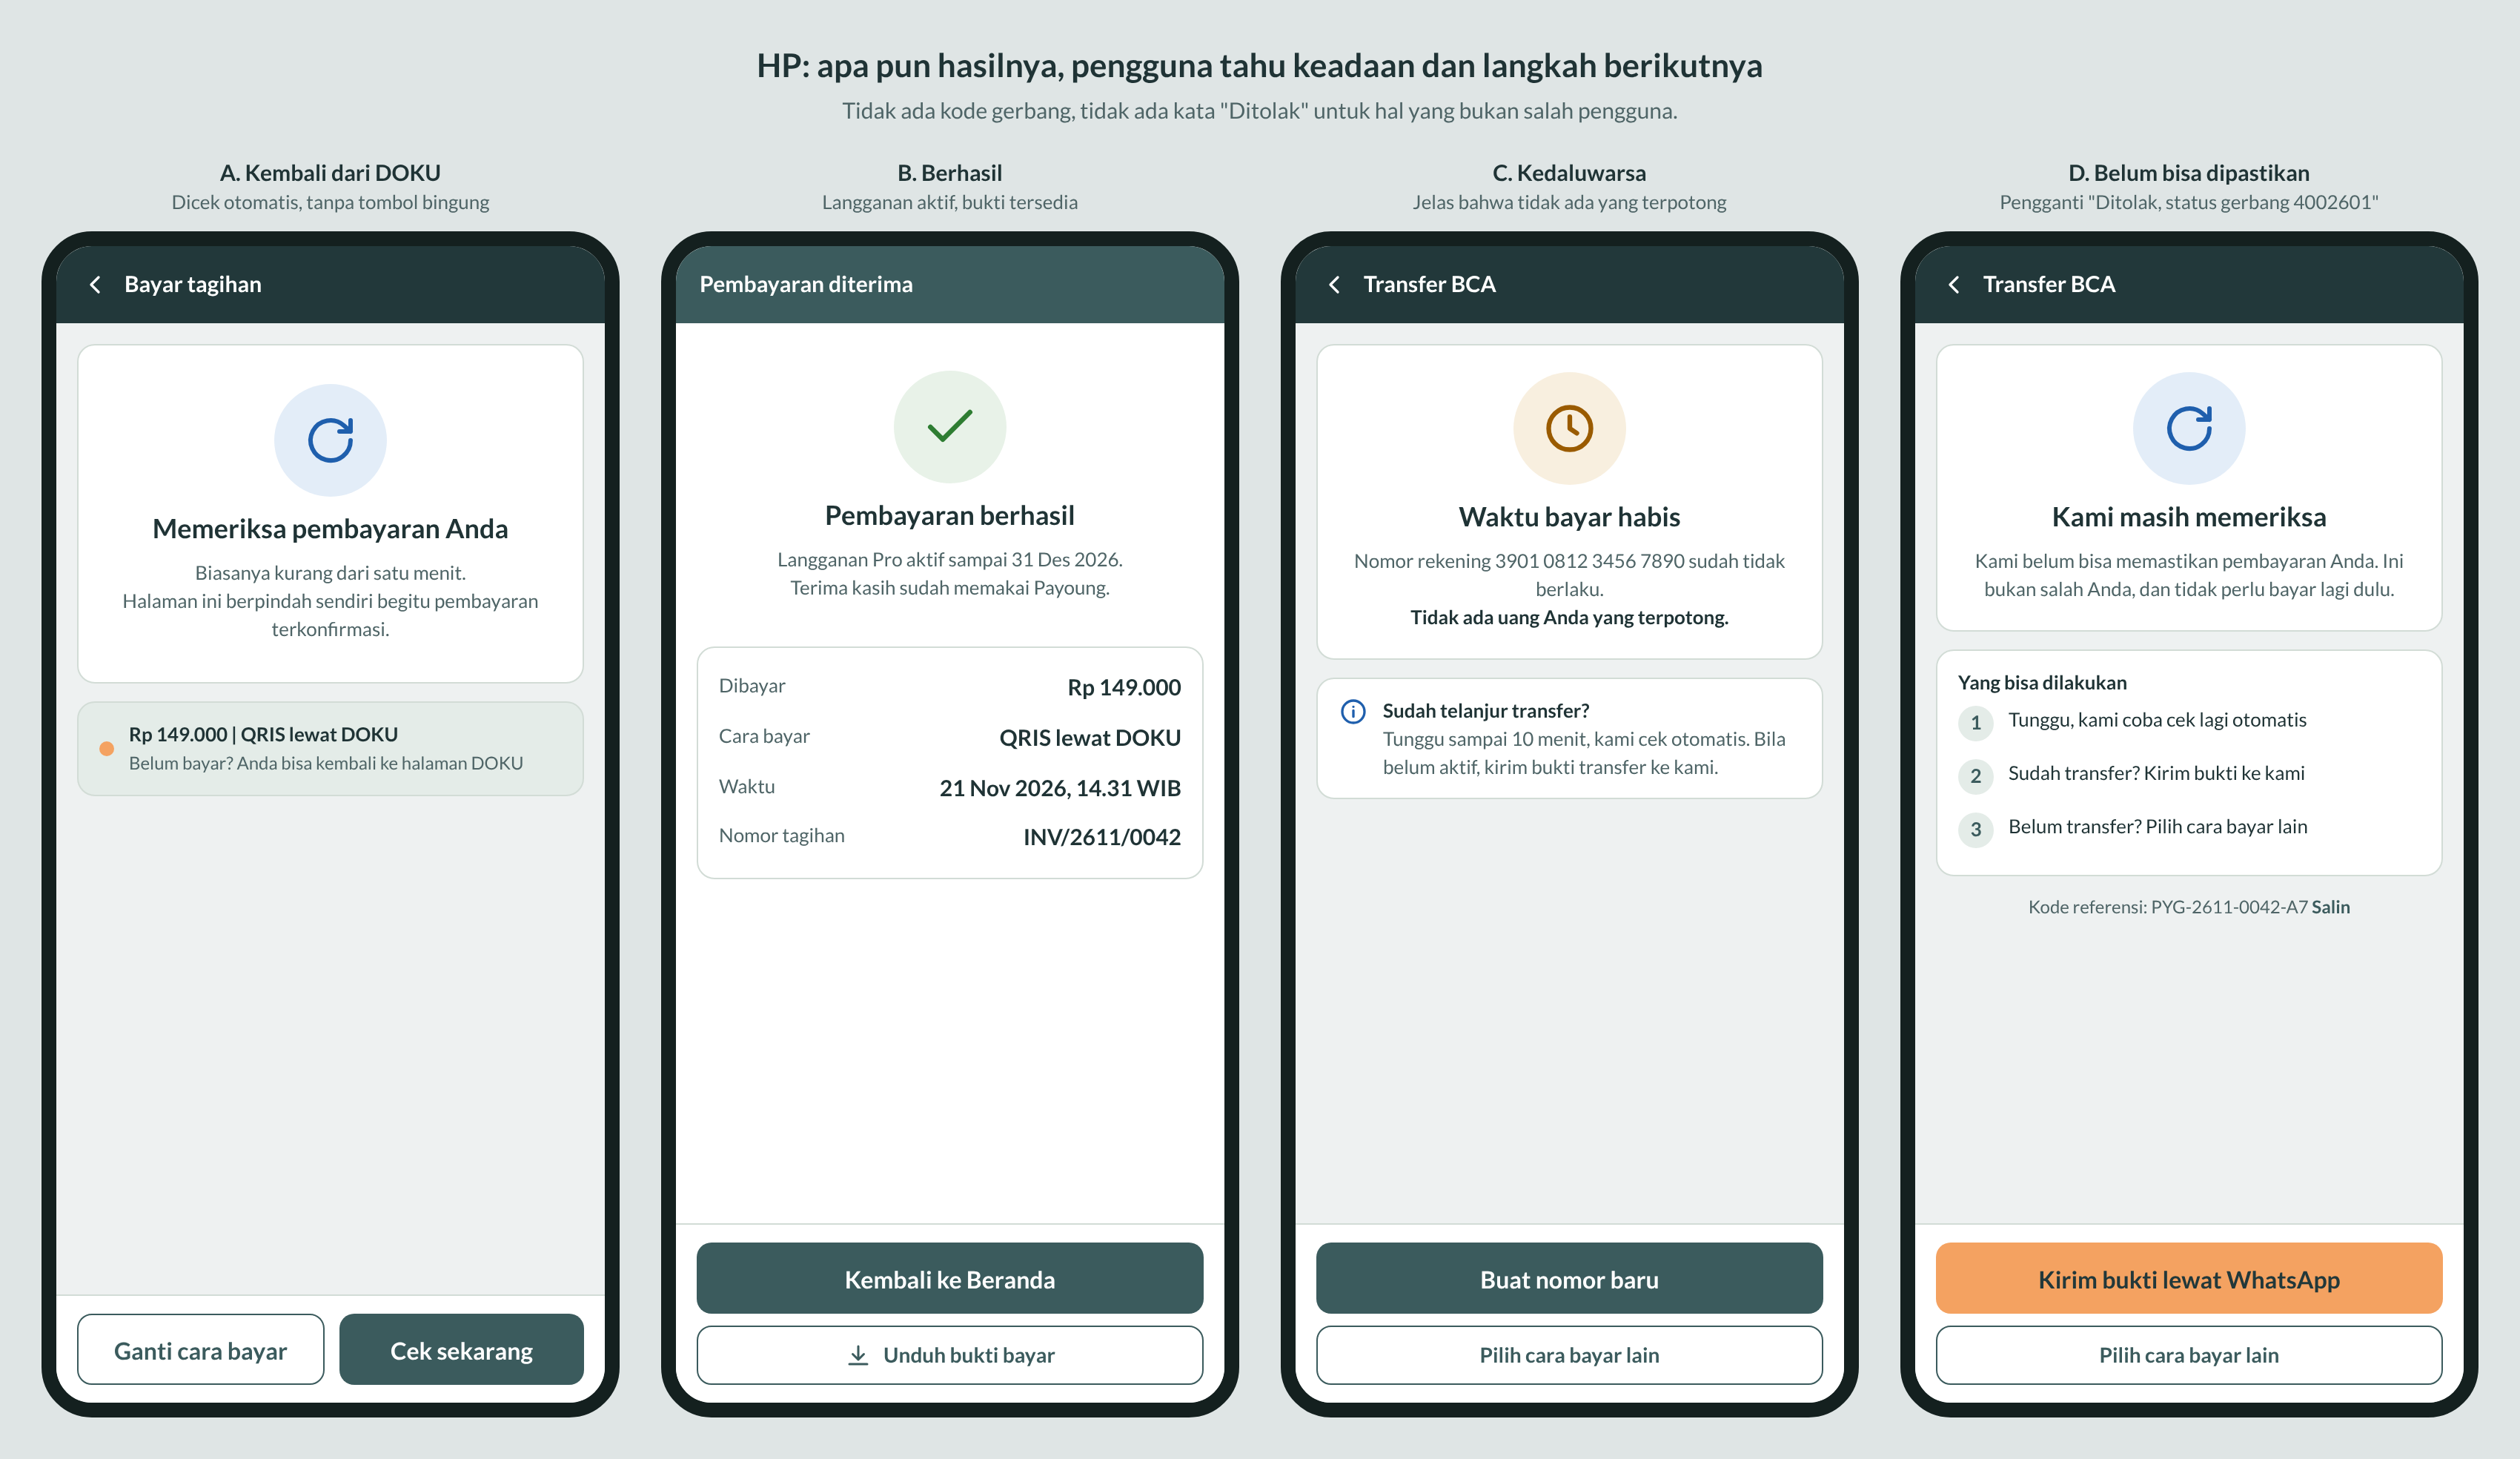 HP: apa pun hasilnya, pengguna tahu keadaan dan langkah berikutnya
Tidak ada kode gerbang, tidak ada kata "Ditolak" untuk hal yang bukan salah pengguna.
A. Kembali dari DOKU
Dicek otomatis, tanpa tombol bingung
Bayar tagihan
Memeriksa pembayaran Anda
Biasanya kurang dari satu menit.
Halaman ini berpindah sendiri begitu pembayaran
terkonfirmasi.
Rp 149.000 | QRIS lewat DOKU
Belum bayar? Anda bisa kembali ke halaman DOKU
Ganti cara bayar
Cek sekarang
B. Berhasil
Langganan aktif, bukti tersedia
Pembayaran diterima
Pembayaran berhasil
Langganan Pro aktif sampai 31 Des 2026.
Terima kasih sudah memakai Payoung.
Dibayar Rp 149.000
Cara bayar QRIS lewat DOKU
Waktu 21 Nov 2026, 14.31 WIB
Nomor tagihan INV/2611/0042
Kembali ke Beranda
Unduh bukti bayar
C. Kedaluwarsa
Jelas bahwa tidak ada yang terpotong
Transfer BCA
Waktu bayar habis
Nomor rekening 3901 0812 3456 7890 sudah tidak
berlaku.
Tidak ada uang Anda yang terpotong.
Sudah telanjur transfer?
Tunggu sampai 10 menit, kami cek otomatis. Bila
belum aktif, kirim bukti transfer ke kami.
Buat nomor baru
Pilih cara bayar lain
D. Belum bisa dipastikan
Pengganti "Ditolak, status gerbang 4002601"
Transfer BCA
Kami masih memeriksa
Kami belum bisa memastikan pembayaran Anda. Ini
bukan salah Anda, dan tidak perlu bayar lagi dulu.
Yang bisa dilakukan
1 Tunggu, kami coba cek lagi otomatis
2 Sudah transfer? Kirim bukti ke kami
3 Belum transfer? Pilih cara bayar lain
Kode referensi: PYG-2611-0042-A7 Salin
Kirim bukti lewat WhatsApp
Pilih cara bayar lain